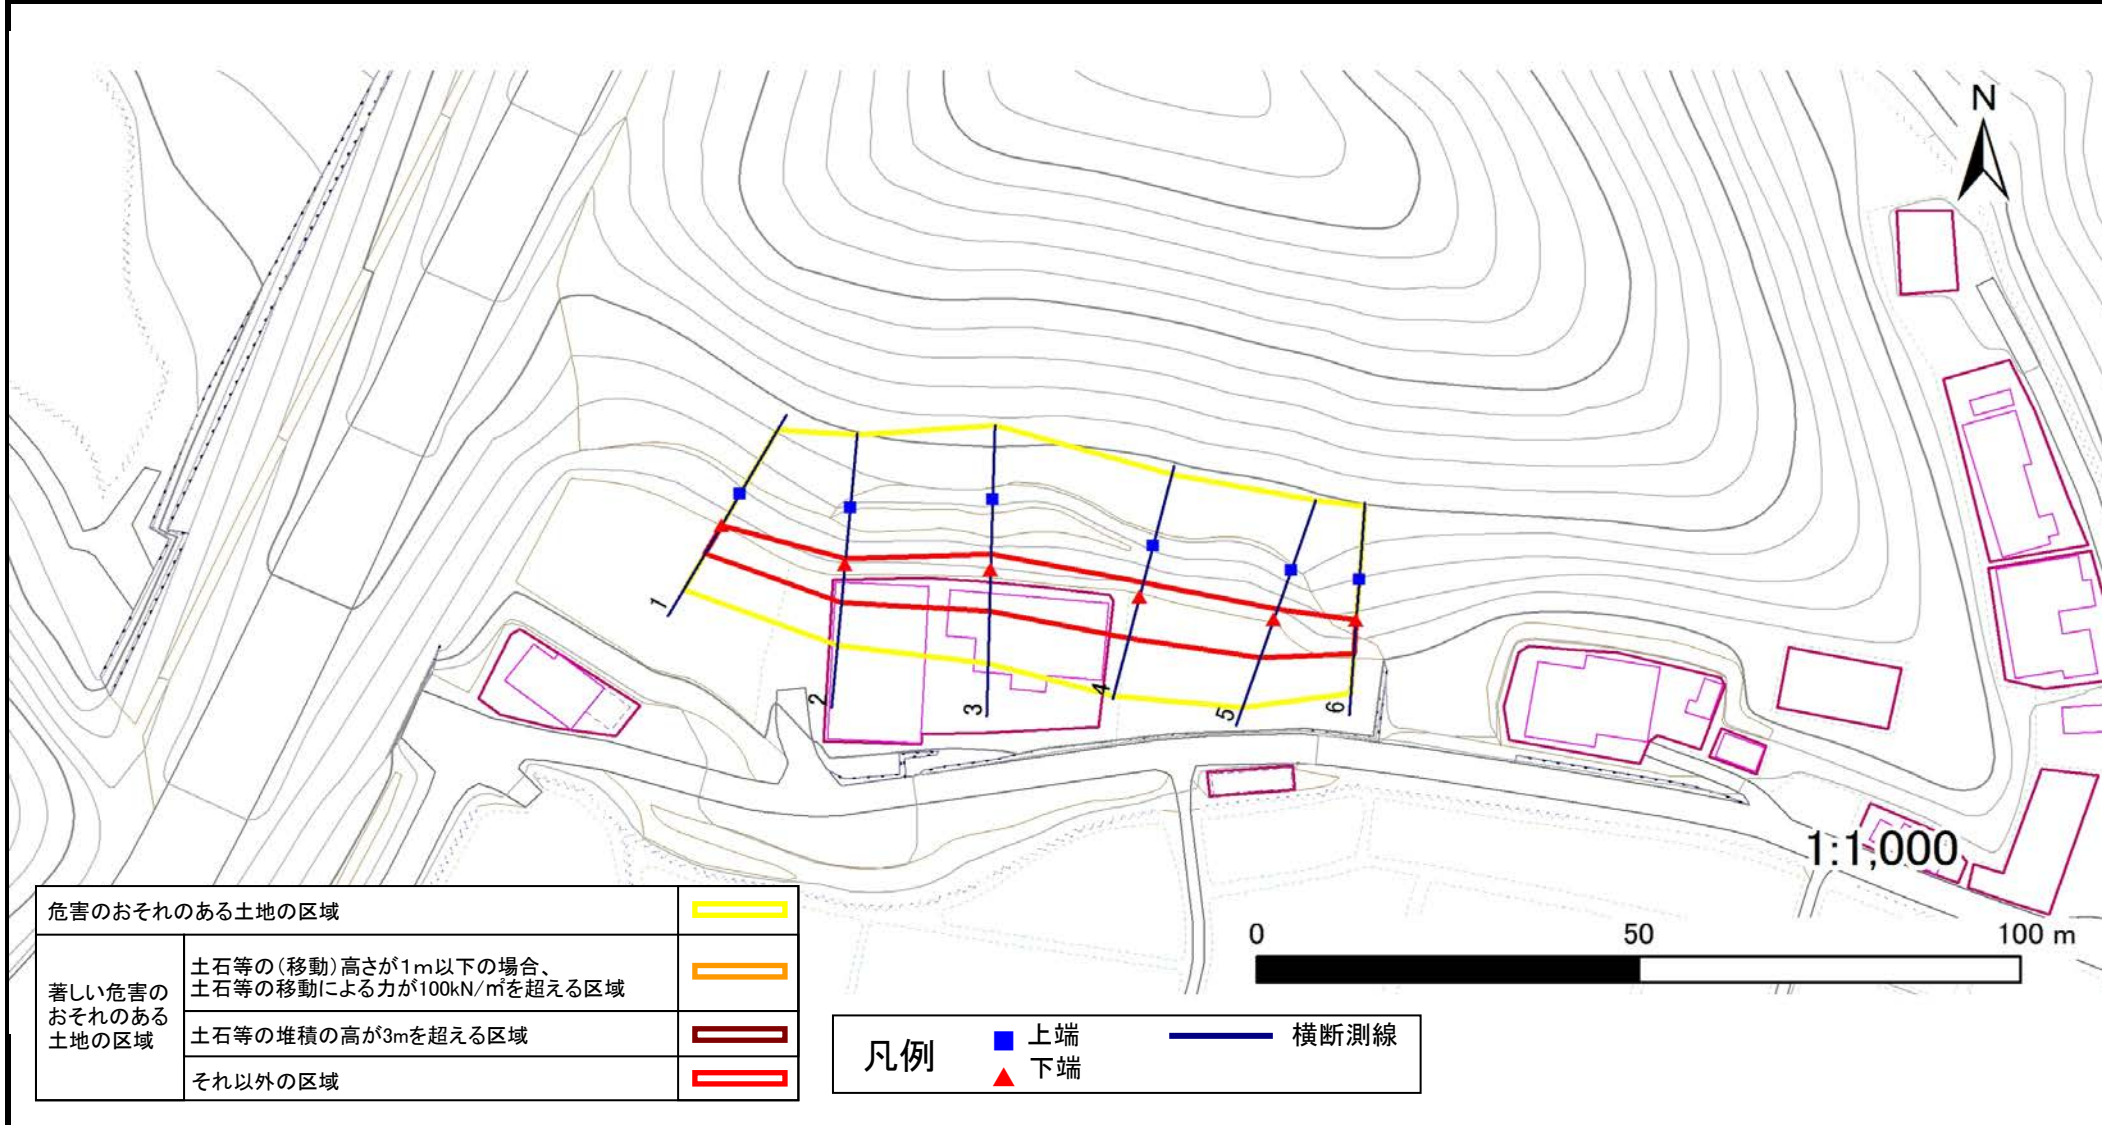 N
1
2
3
4
5
6
1:1,000
0 50 100 m
危害のおそれのある土地の区域
著しい危害の
おそれのある
土地の区域
土石等の(移動)高さが1m以下の場合、
土石等の移動による力が100kN/㎡を超える区域
土石等の堆積の高が3mを超える区域
それ以外の区域
凡例
上端
下端
横断測線